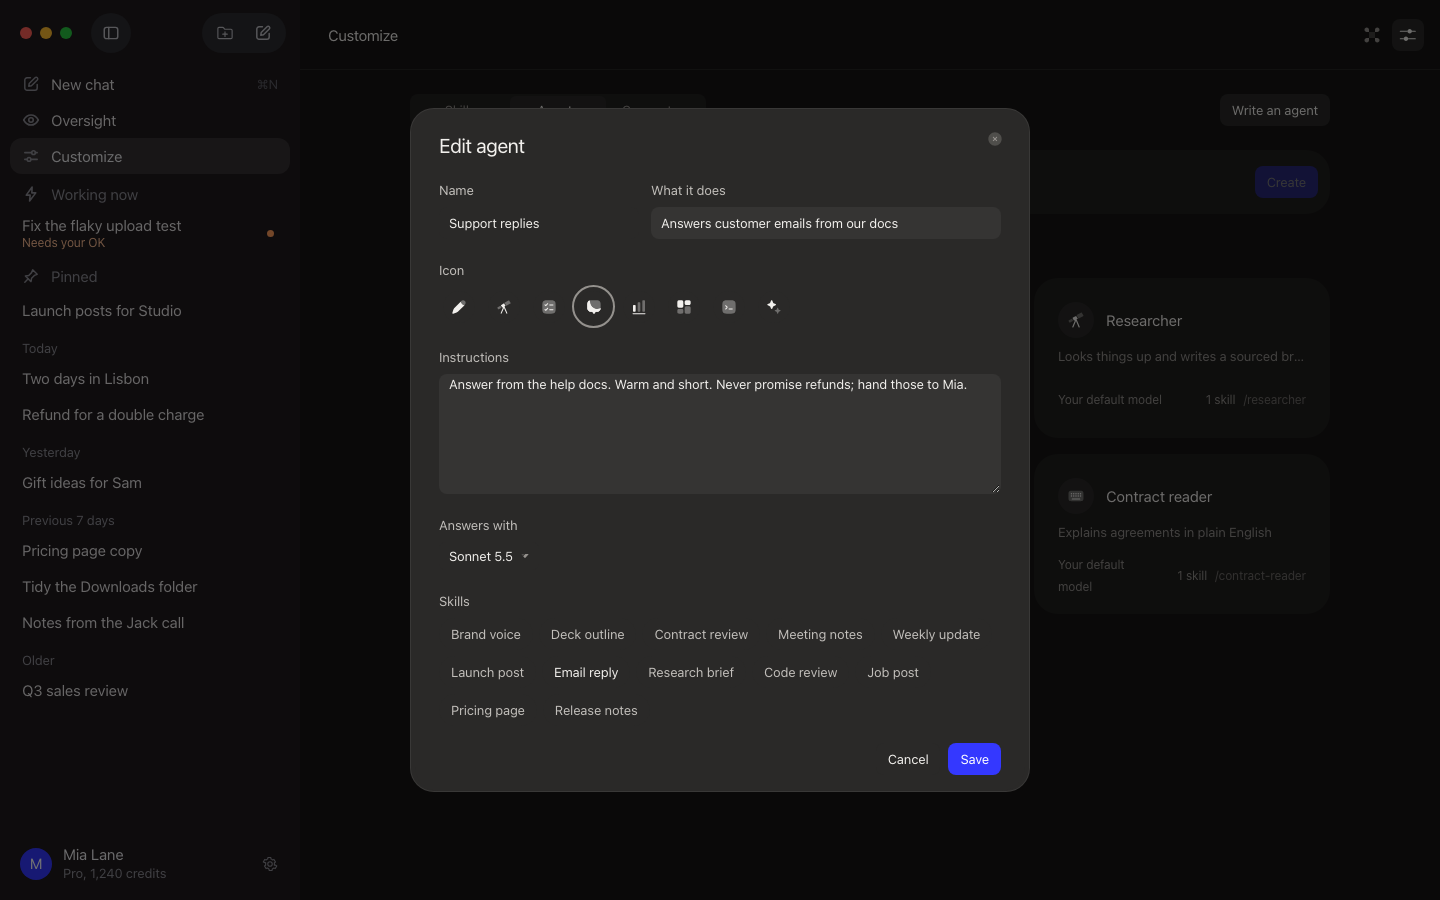 Customize
New chat ⌘N
Oversight
Customize
Working now
Fix the flaky upload test
Needs your OK
Pinned
Launch posts for Studio
Today
Two days in Lisbon
Refund for a double charge
Yesterday
Gift ideas for Sam
Previous 7 days
Pricing page copy
Tidy the Downloads folder
Notes from the Jack call
Older
Q3 sales review
M
Mia Lane
Pro, 1,240 credits
Write an agent
Create
Edit agent
Name
What it does
Support replies
Answers customer emails from our docs
Icon
Instructions
Answer from the help docs. Warm and short. Never promise refunds; hand those to Mia.
Answers with
Sonnet 5.5
Skills
Brand voice Deck outline Contract review Meeting notes Weekly update
Launch post Email reply Research brief Code review Job post
Pricing page Release notes
Cancel Save
Researcher
Looks things up and writes a sourced br...
Your default model 1 skill /researcher
Contract reader
Explains agreements in plain English
Your default
model
1 skill /contract-reader